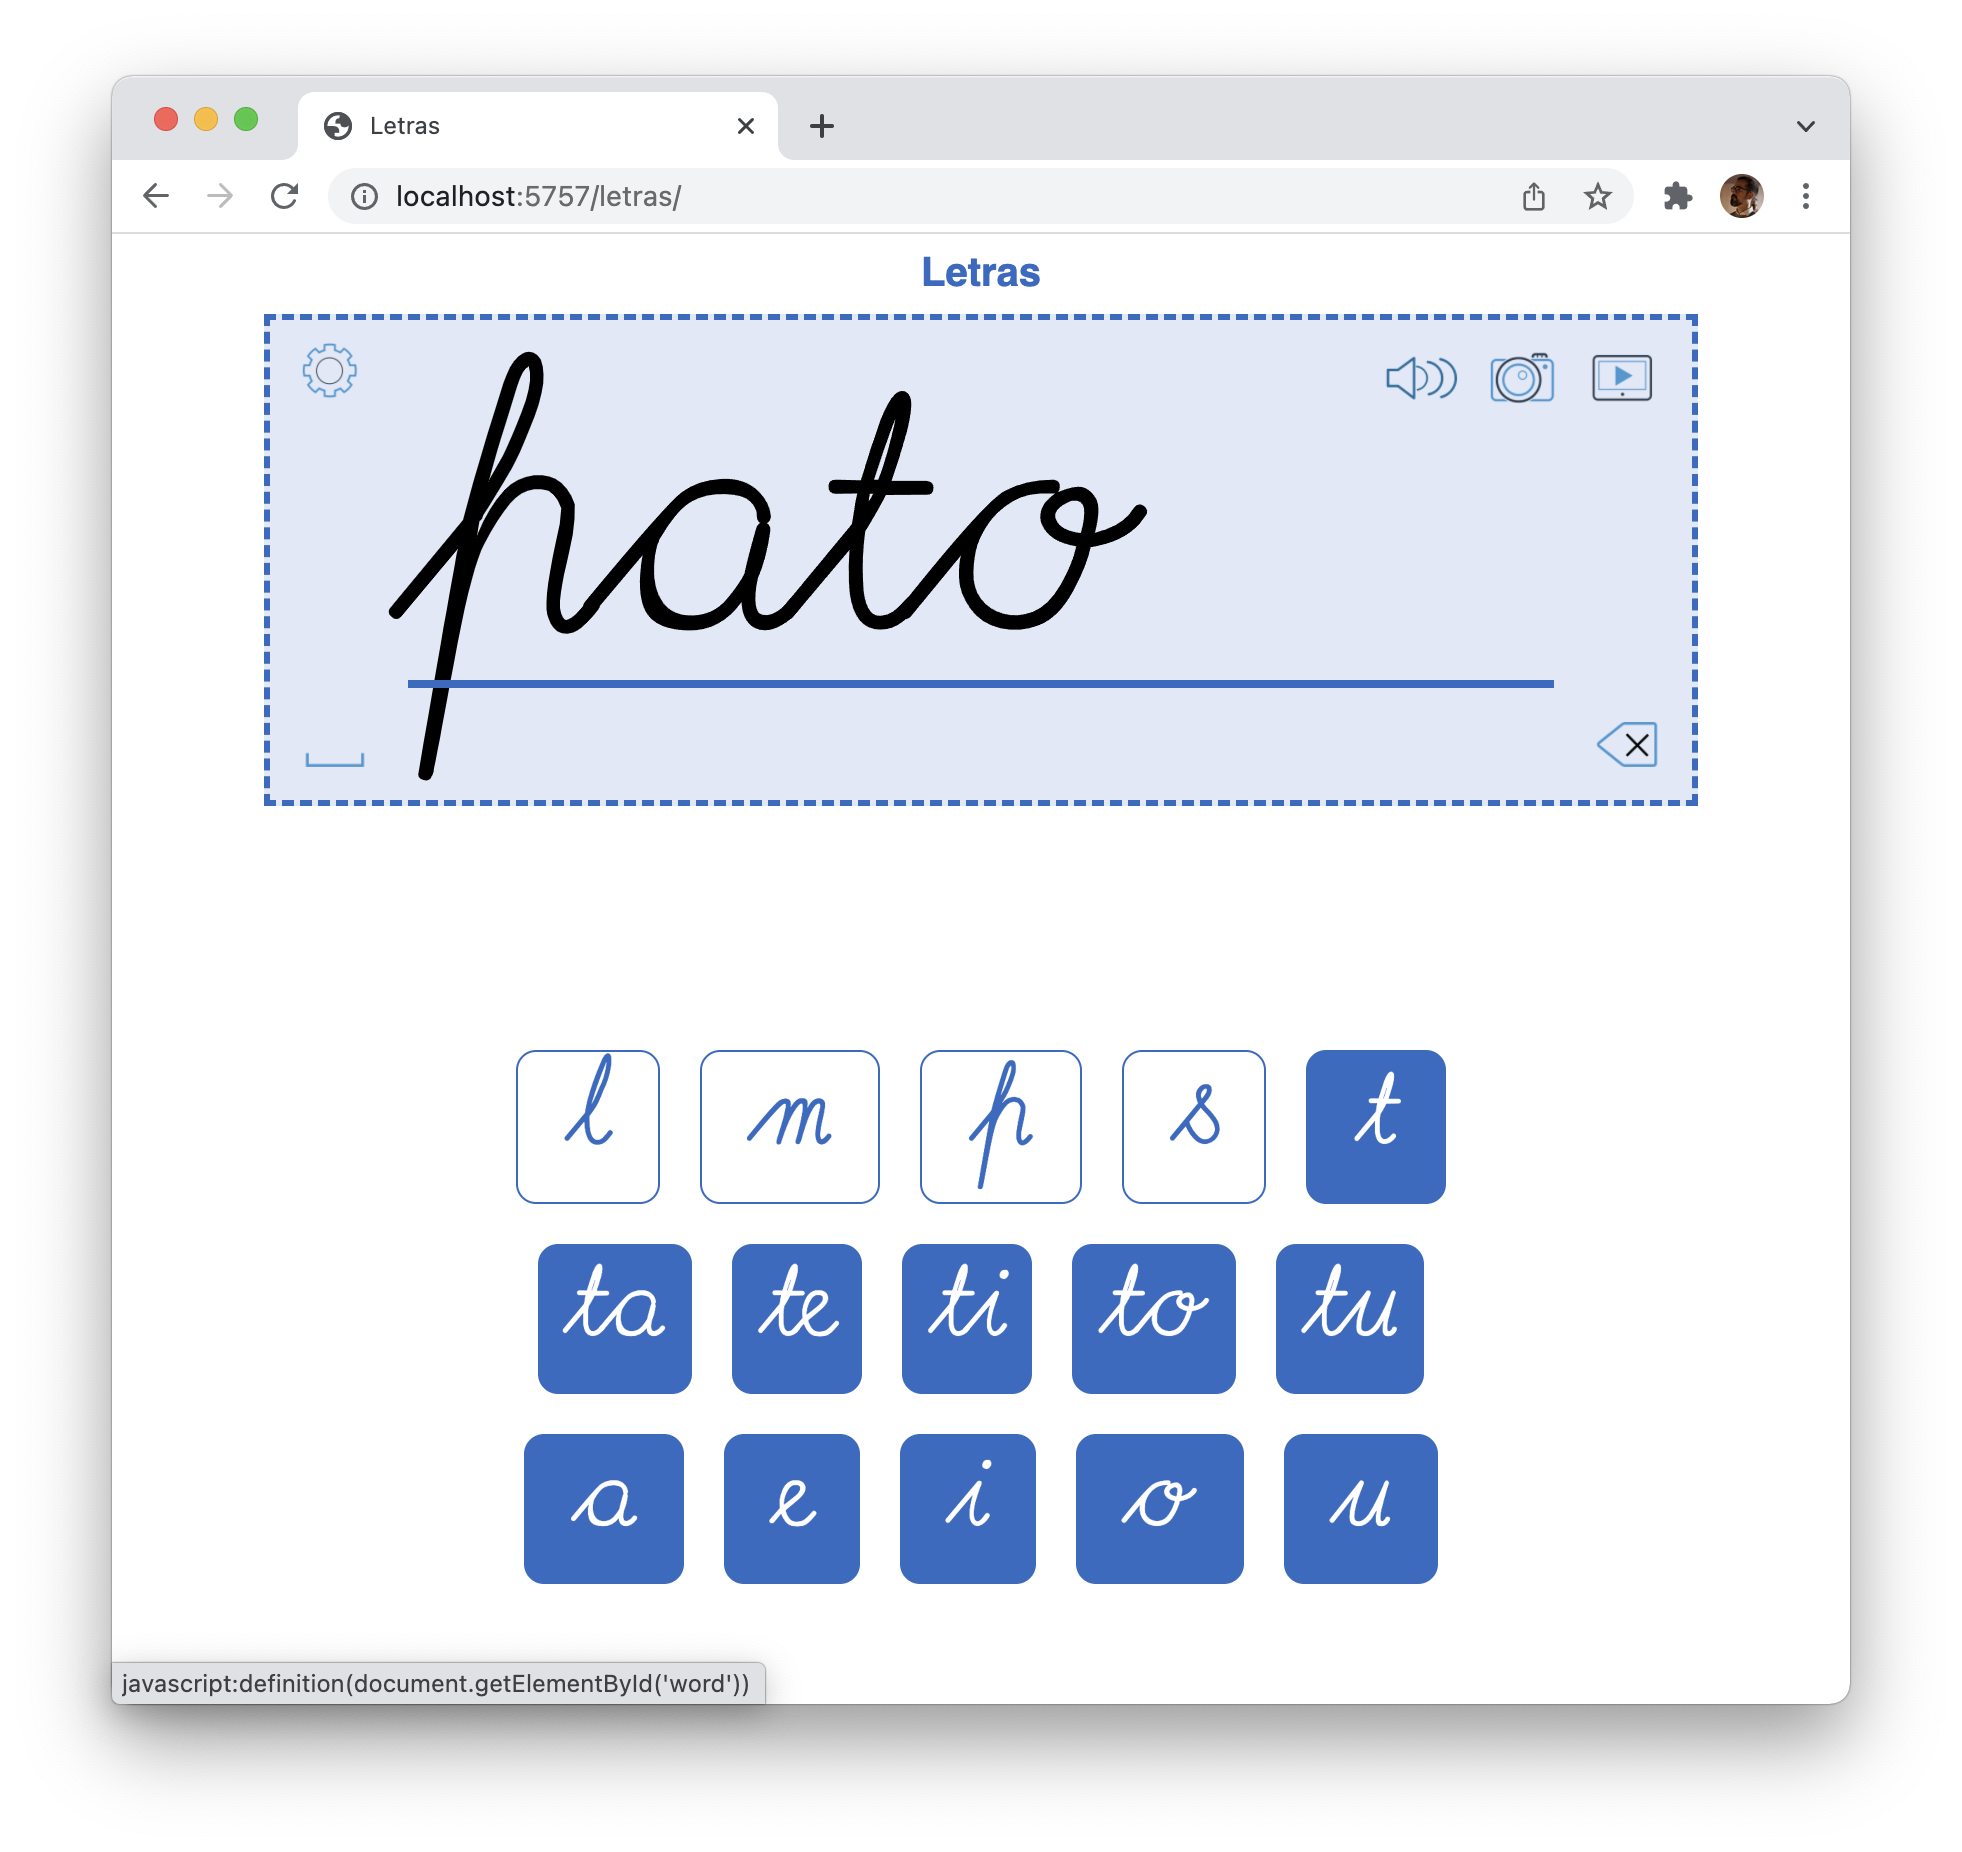 Letras
localhost:5757/letras/
Letras
pato
l m p s t
ta te ti to tu
a e i o u
javascript:definition(document.getElementById('word'))